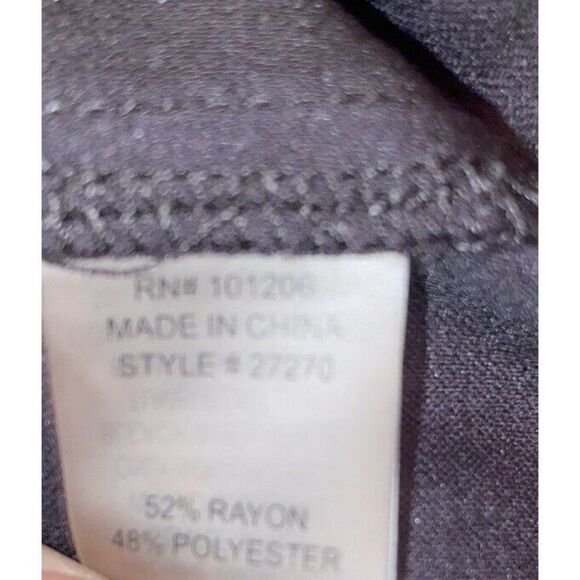 RN# 101206
MADE IN CHINA
STYLE # 27270
52% RAYON
48% POLYESTER